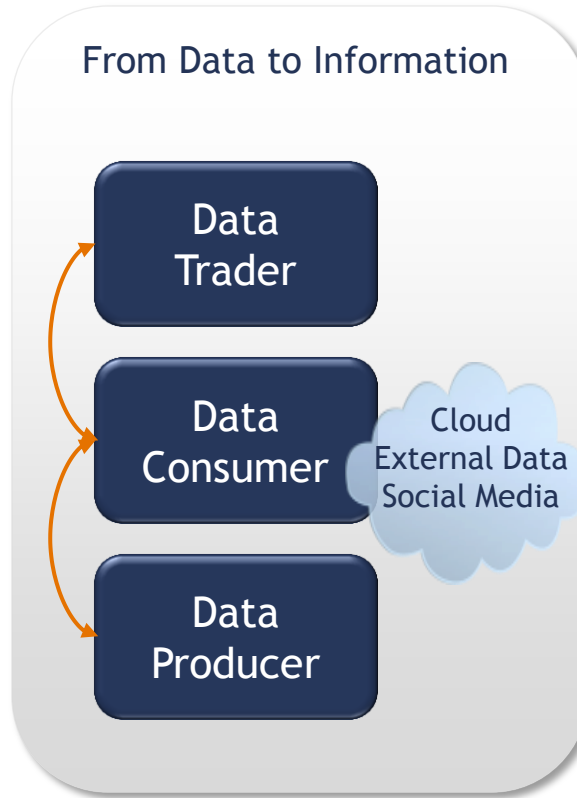 From Data to Information
Data
Trader
Data
Consumer
Cloud
External Data
Social Media
Data
Producer